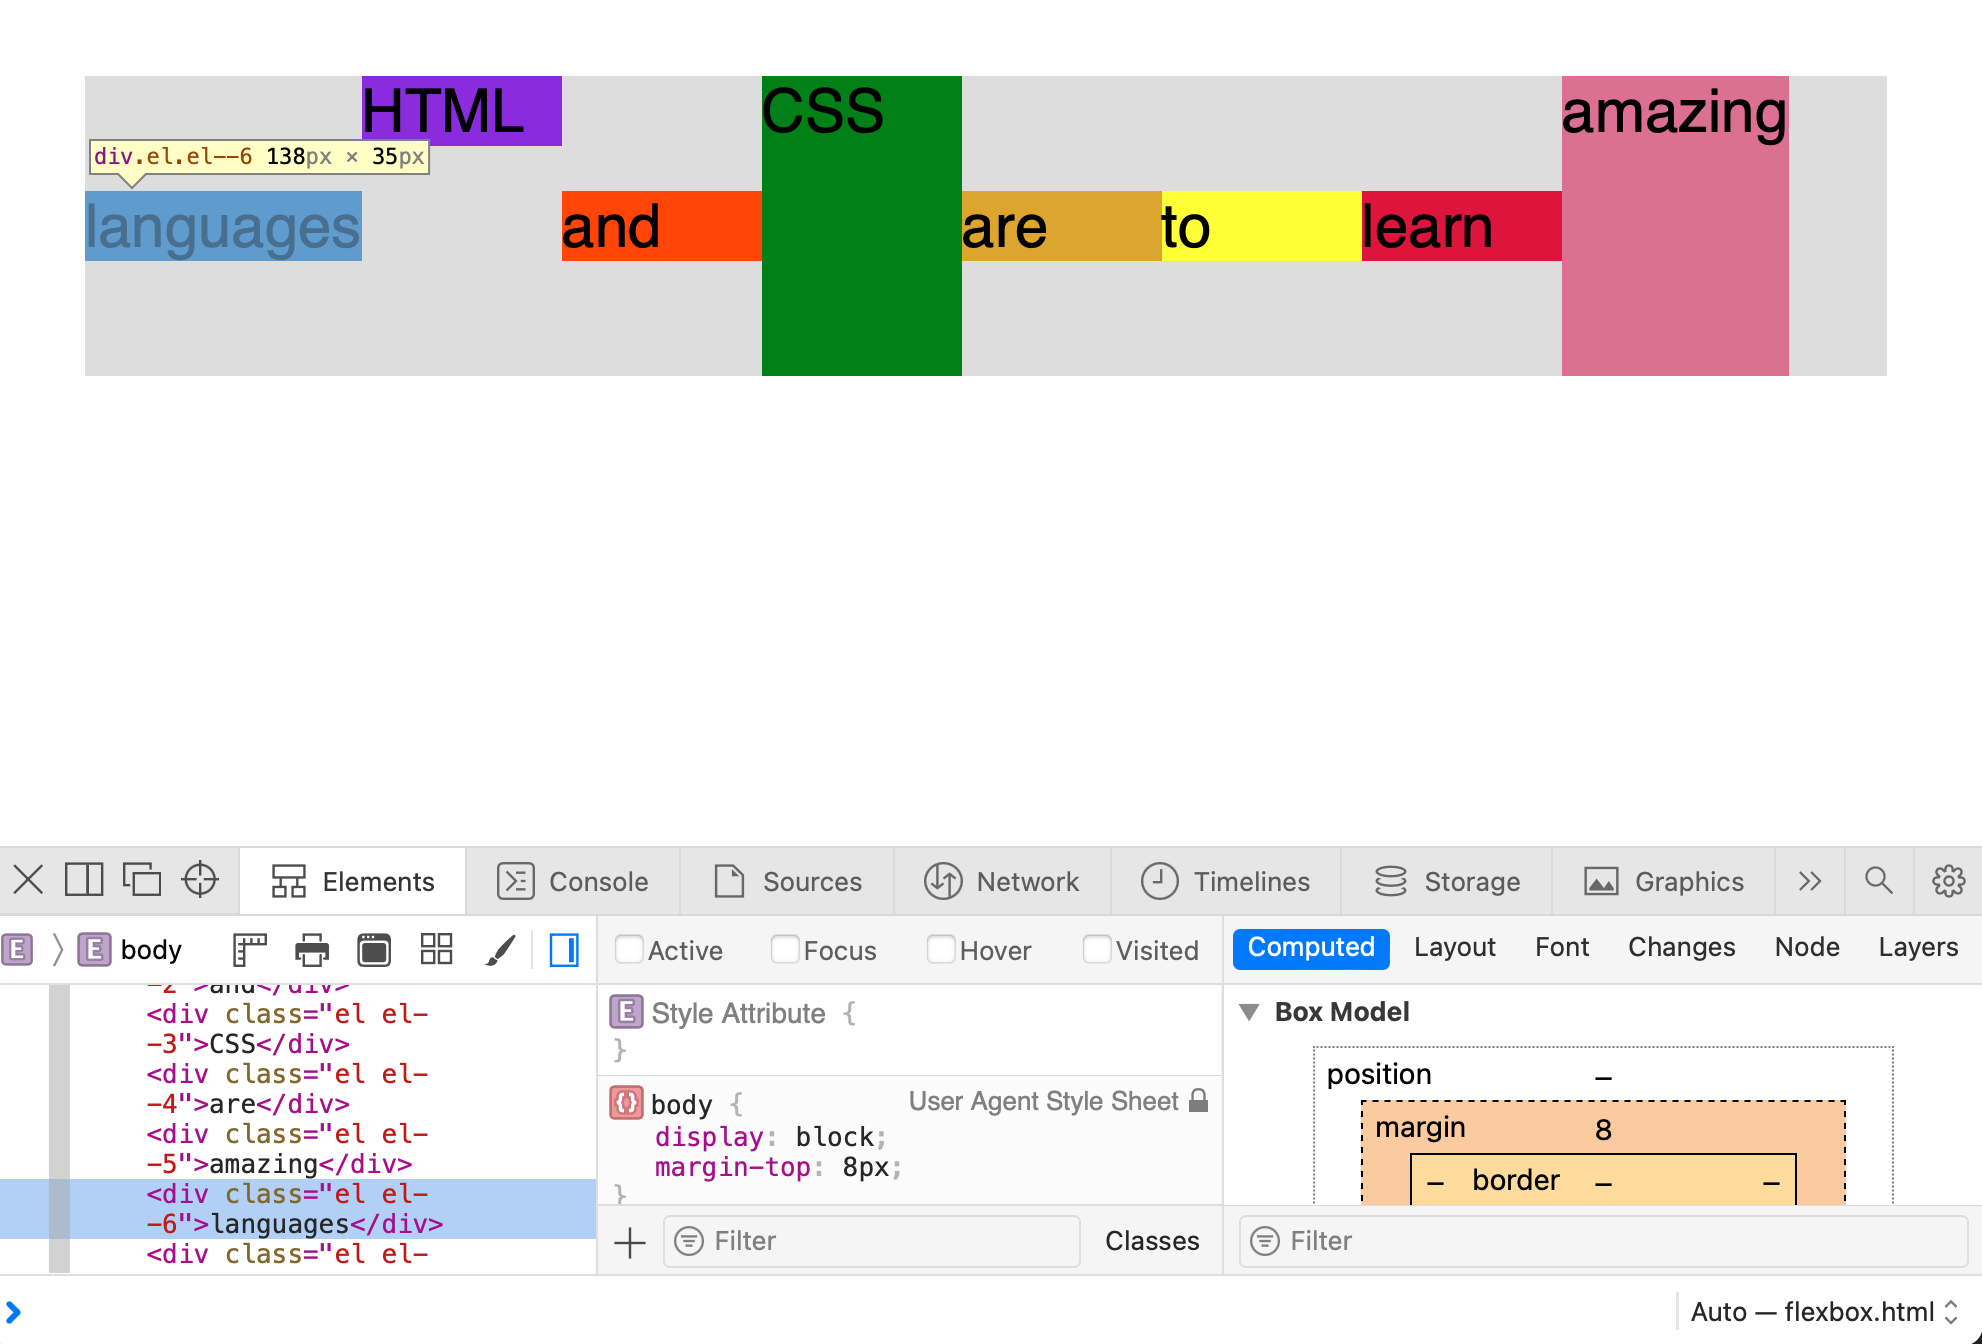 HTML
CSS
amazing
div.el.el--6 138px × 35px
languages
and
are
to
learn
Elements
Console
Sources
Network
Timelines
Storage
Graphics
E
E body
Active
Focus
Hover
Visited
Computed
Layout
Font
Changes
Node
Layers
-2">and</div>
<div class="el el-
-3">CSS</div>
<div class="el el-
-4">are</div>
<div class="el el-
-5">amazing</div>
<div class="el el-
-6">languages</div>
<div class="el el-
E Style Attribute {
}
body {
User Agent Style Sheet
display: block;
margin-top: 8px;
}
Filter
Classes
Box Model
position –
margin 8
– border – –
Filter
Auto — flexbox.html